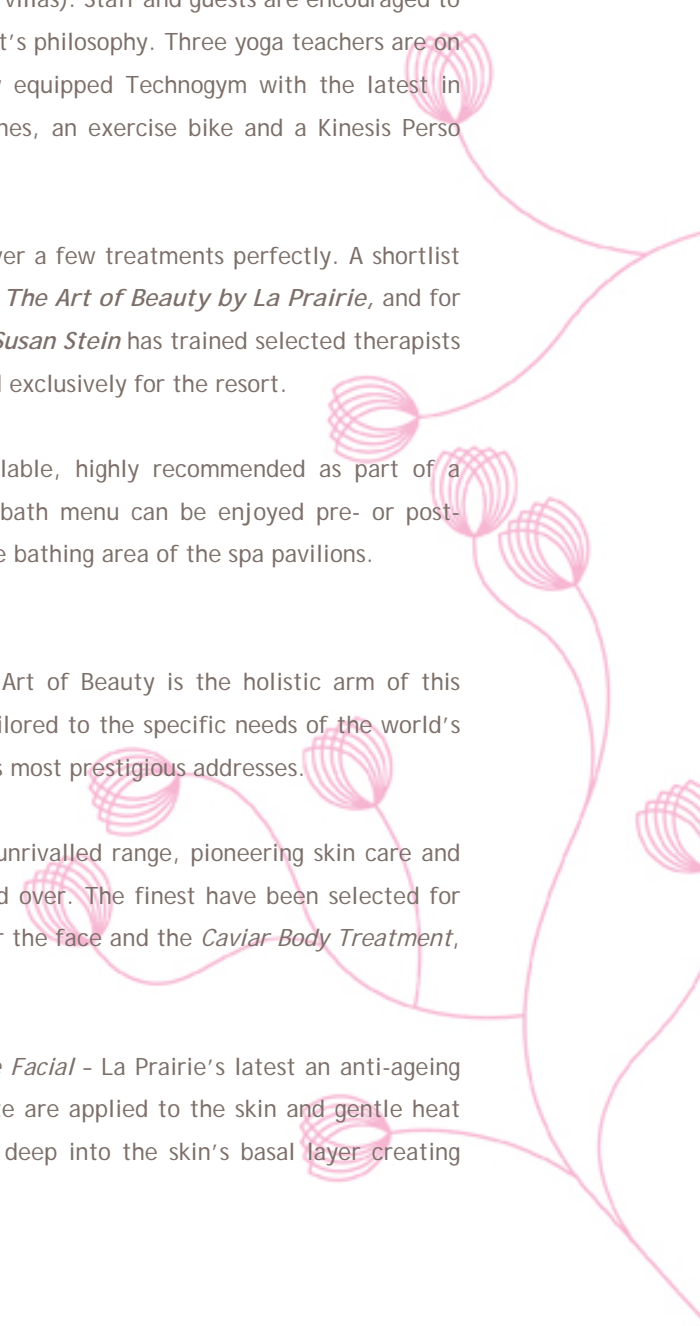 villas). Staff and guests are encouraged to
t's philosophy. Three yoga teachers are on
equipped Technogym with the latest in
nes, an exercise bike and a Kinesis Perso
ver a few treatments perfectly. A shortlist
The Art of Beauty by La Prairie, and for
Susan Stein has trained selected therapists
exclusively for the resort.
lable, highly recommended as part of a
bath menu can be enjoyed pre- or post-
e bathing area of the spa pavilions.
Art of Beauty is the holistic arm of this
ilored to the specific needs of the world's
s most prestigious addresses.
unrivalled range, pioneering skin care and
d over. The finest have been selected for
r the face and the Caviar Body Treatment,
e Facial – La Prairie's latest an anti-ageing
te are applied to the skin and gentle heat
deep into the skin's basal layer creating